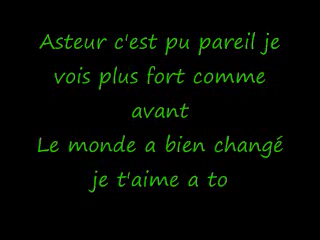 Asteur c'est pu pareil je
vois plus fort comme
avant
Le monde a bien changé
je t'aime a to